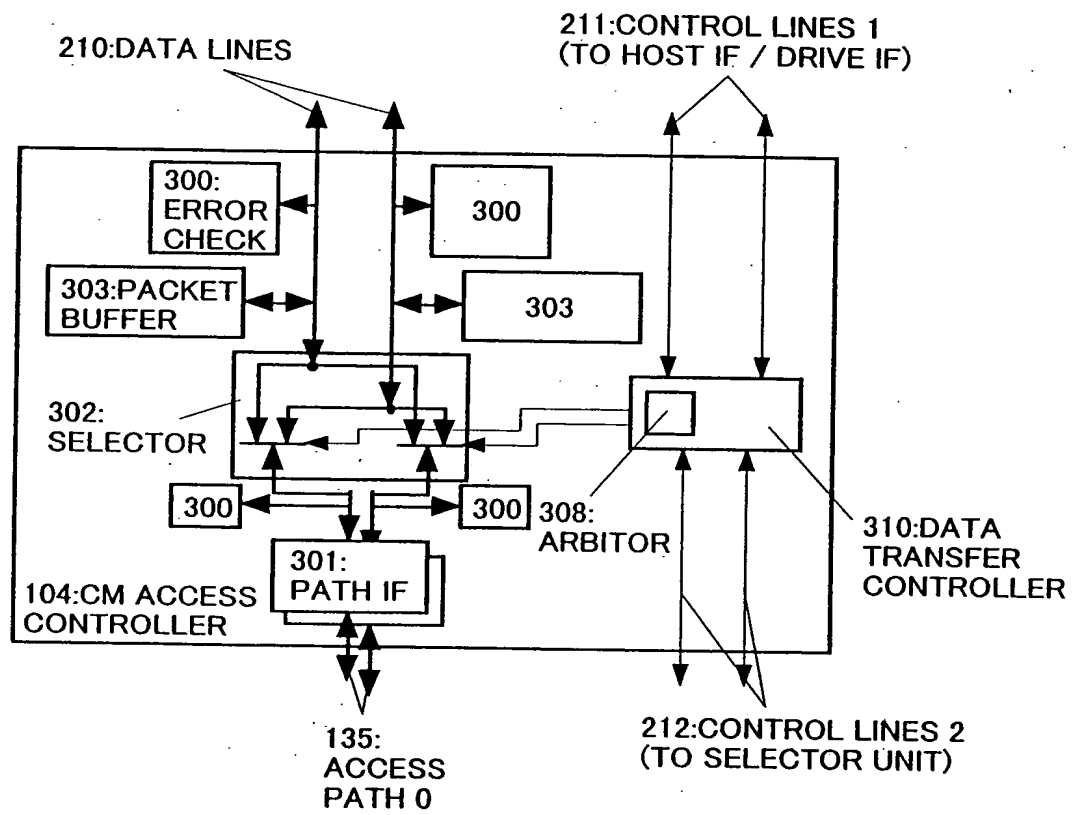 210:DATA LINES
211:CONTROL LINES 1
(TO HOST IF / DRIVE IF)
300:
ERROR
CHECK
300
303:PACKET
BUFFER
303
302:
SELECTOR
300
300
308:
ARBITOR
310:DATA
TRANSFER
CONTROLLER
301:
PATH IF
104:CM ACCESS
CONTROLLER
135:
ACCESS
PATH 0
212:CONTROL LINES 2
(TO SELECTOR UNIT)